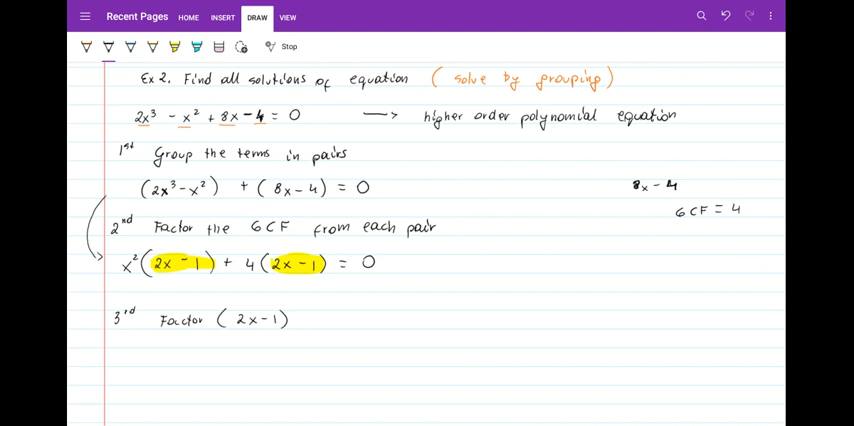 Recent Pages HOME INSERT DRAW VIEW
Stop
Ex 2. Find all solutions of equation (solve by grouping)
2x³ - x² + 8x - 4 = 0 → higher order polynomial equation
1st Group the terms in pairs
(2x³ - x²) + (8x - 4) = 0
8x - 4
GCF = 4
2nd Factor the GCF from each pair
x² (2x - 1) + 4 (2x - 1) = 0
3rd Factor (2x - 1)